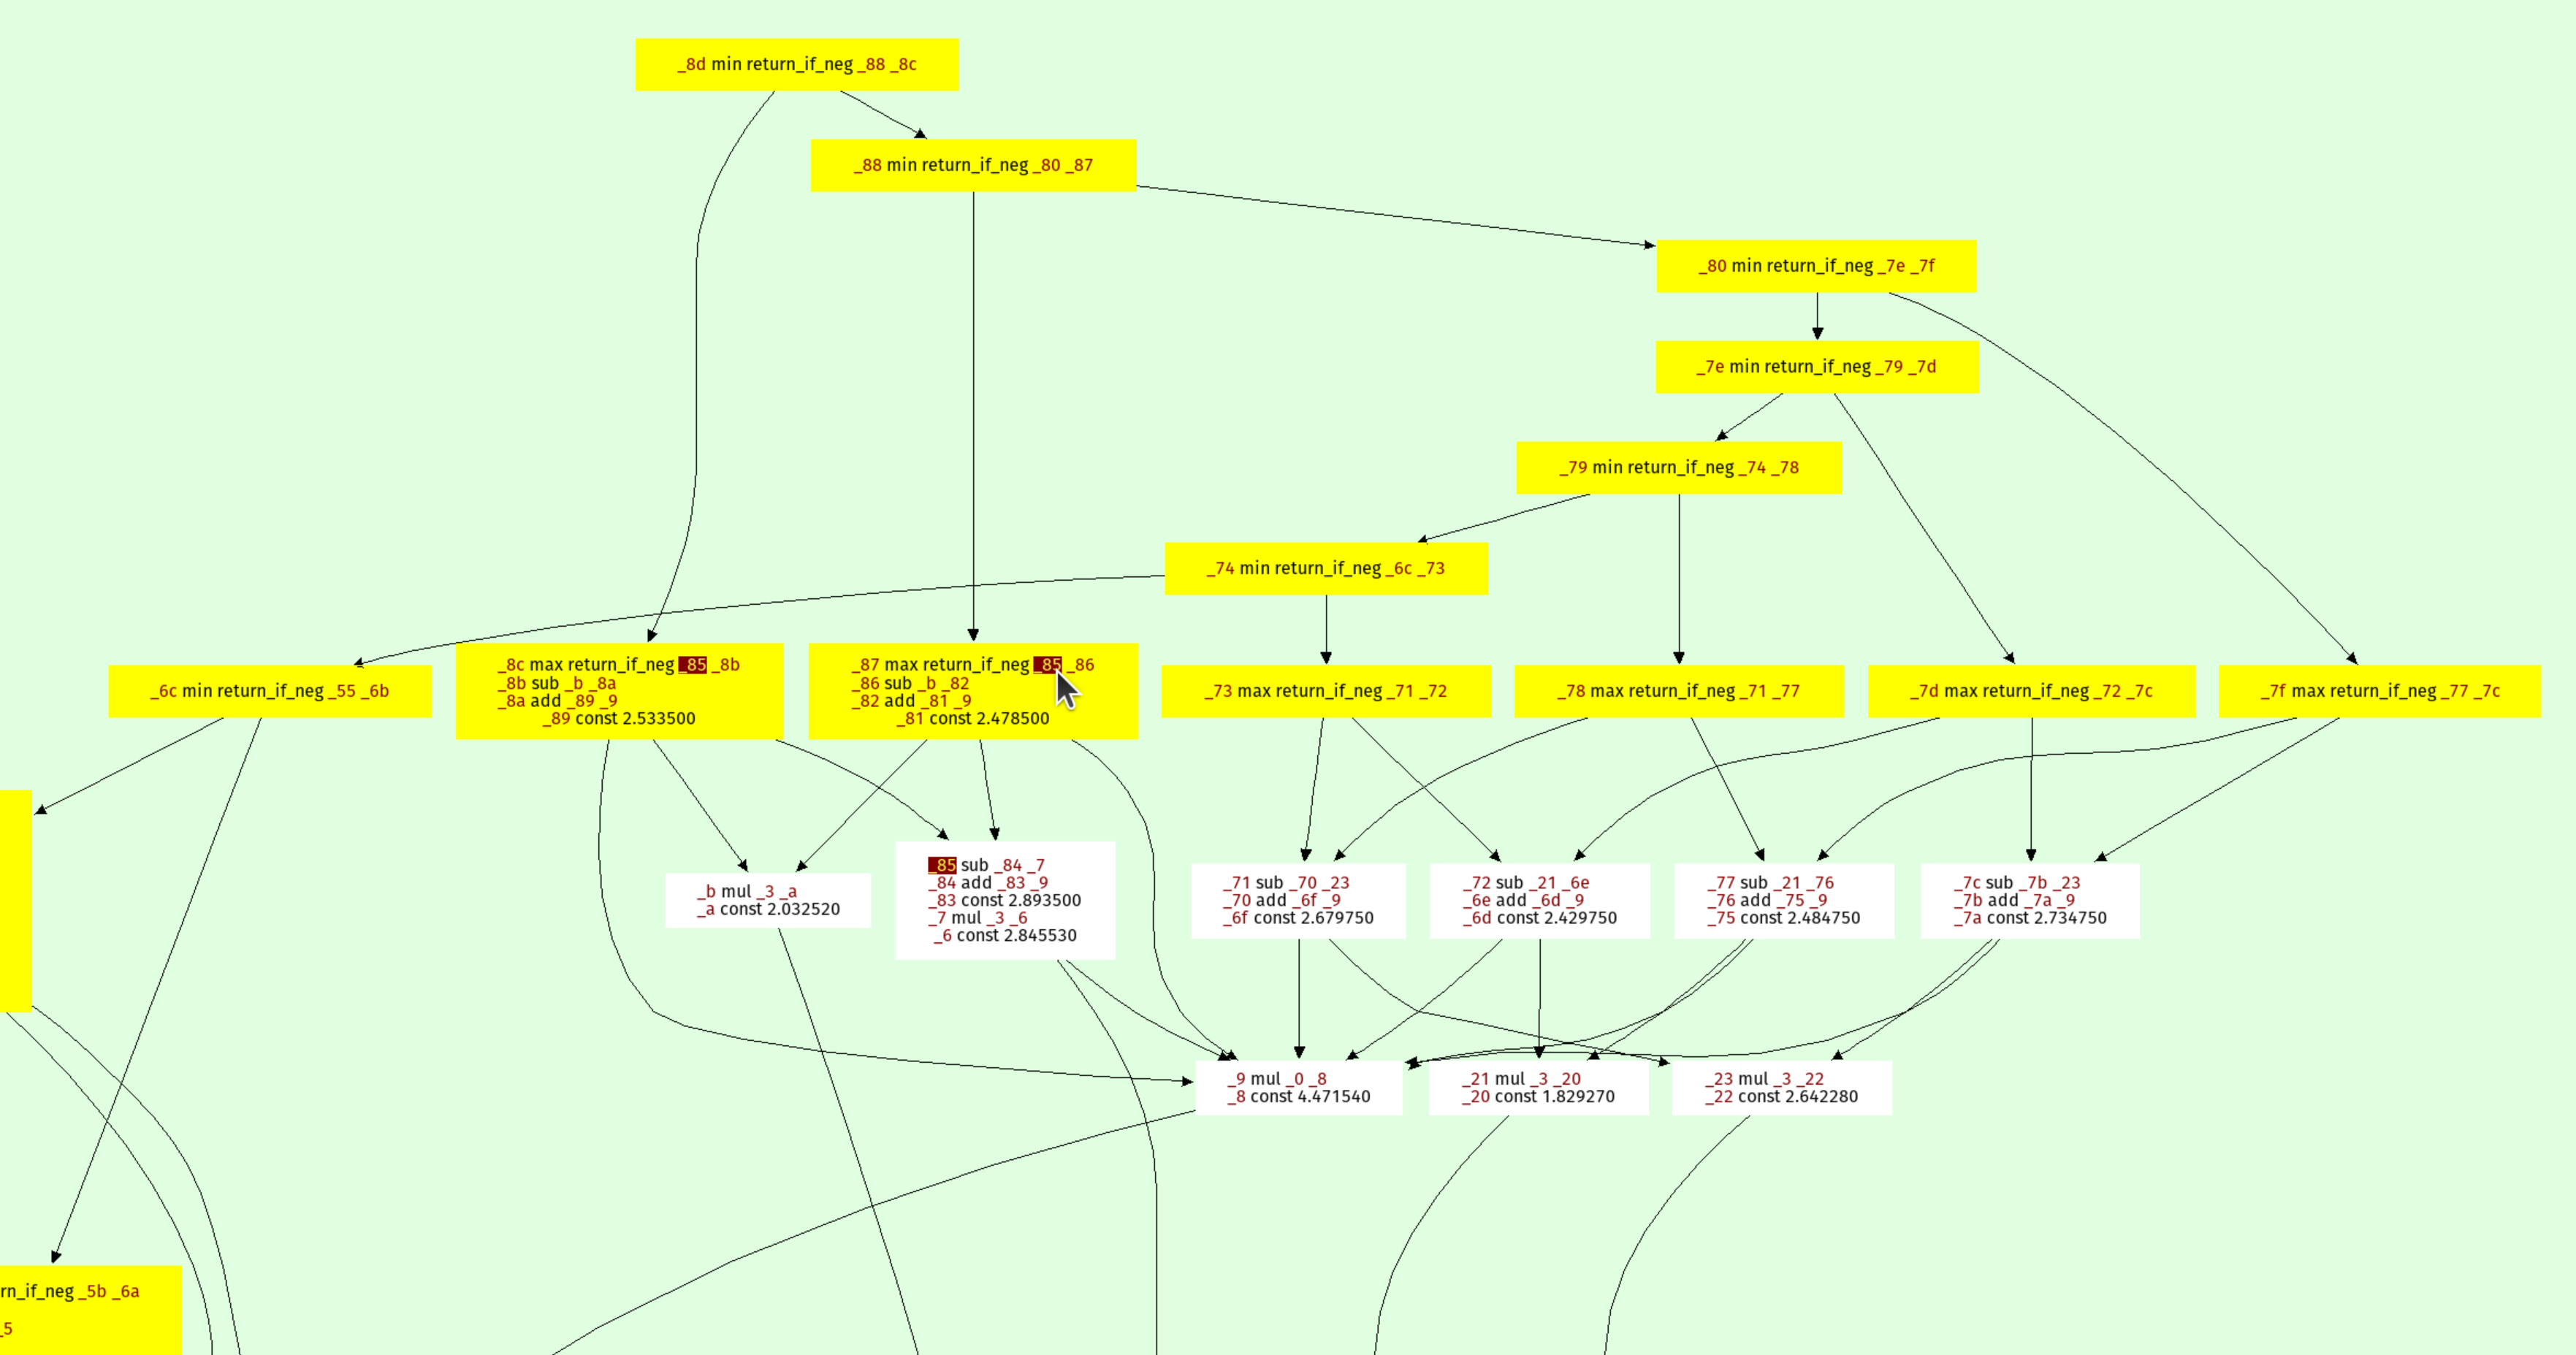 _8d min return_if_neg _88 _8c
_88 min return_if_neg _80 _87
_80 min return_if_neg _7e _7f
_7e min return_if_neg _79 _7d
_79 min return_if_neg _74 _78
_74 min return_if_neg _6c _73
_6c min return_if_neg _55 _6b
_8c max return_if_neg _85 _8b
_8b sub _b _8a
_8a add _89 _9
_89 const 2.533500
_87 max return_if_neg _85 _86
_86 sub _b _82
_82 add _81 _9
_81 const 2.478500
_73 max return_if_neg _71 _72
_78 max return_if_neg _71 _77
_7d max return_if_neg _72 _7c
_7f max return_if_neg _77 _7c
_b mul _3 _a
_a const 2.032520
_85 sub _84 _7
_84 add _83 _9
_83 const 2.893500
_7 mul _3 _6
_6 const 2.845530
_71 sub _70 _23
_70 add _6f _9
_6f const 2.679750
_72 sub _21 _6e
_6e add _6d _9
_6d const 2.429750
_77 sub _21 _76
_76 add _75 _9
_75 const 2.484750
_7c sub _7b _23
_7b add _7a _9
_7a const 2.734750
_9 mul _0 _8
_8 const 4.471540
_21 mul _3 _20
_20 const 1.829270
_23 mul _3 _22
_22 const 2.642280
rn_if_neg _5b _6a
_5